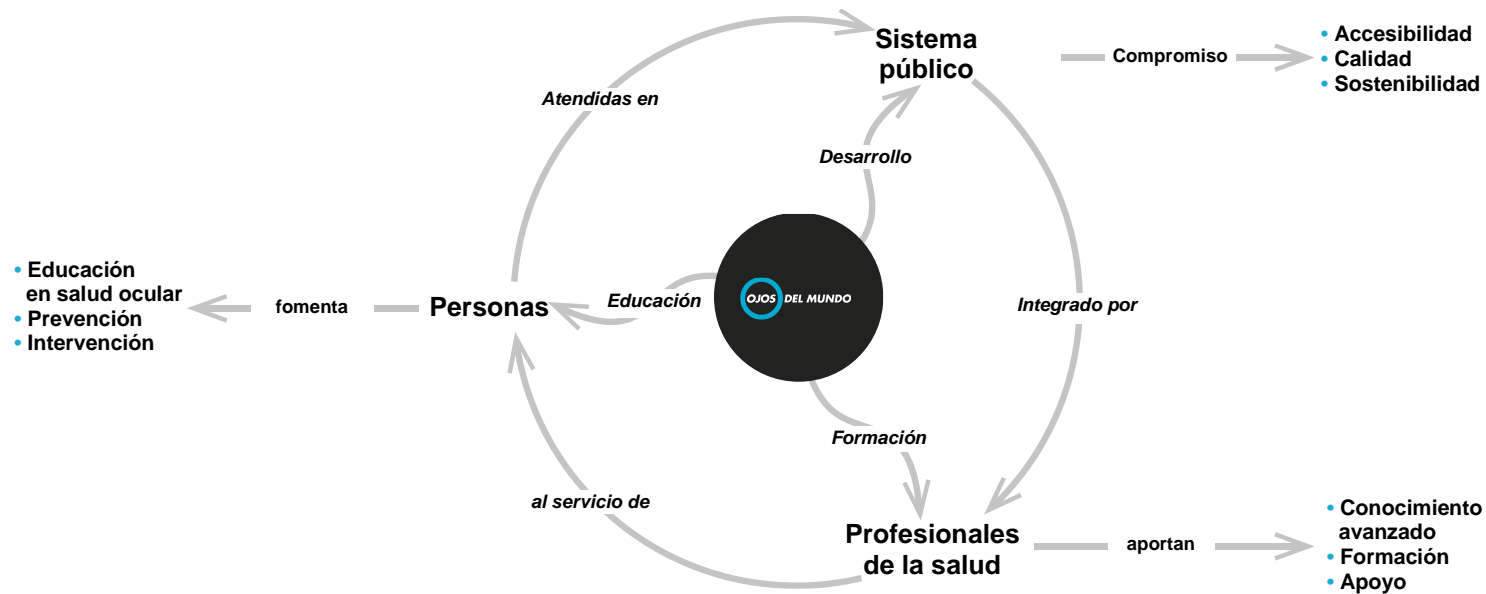 Sistema
público
Compromiso
• Accesibilidad
• Calidad
• Sostenibilidad
Atendidas en
Desarrollo
• Educación
en salud ocular
• Prevención
• Intervención
fomenta
Personas
Educación
OJOS DEL MUNDO
Integrado por
Formación
al servicio de
Profesionales
de la salud
aportan
• Conocimiento
avanzado
• Formación
• Apoyo